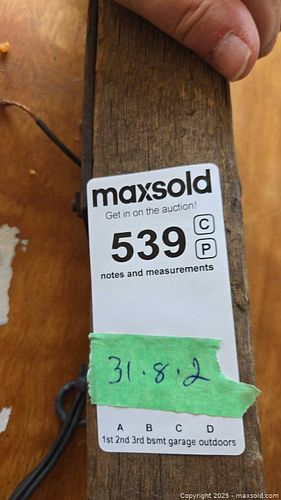 maxsold
Get in on the auction!
539 C
P
notes and measurements
31.8.2
A B C D
1st 2nd 3rd bsmt garage outdoors
Copyright © 2025 - maxsold.com